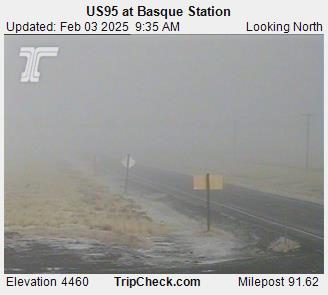 US95 at Basque Station
Updated: Feb 03 2025 9:35 AM Looking North
Elevation 4460 TripCheck.com Milepost 91.62